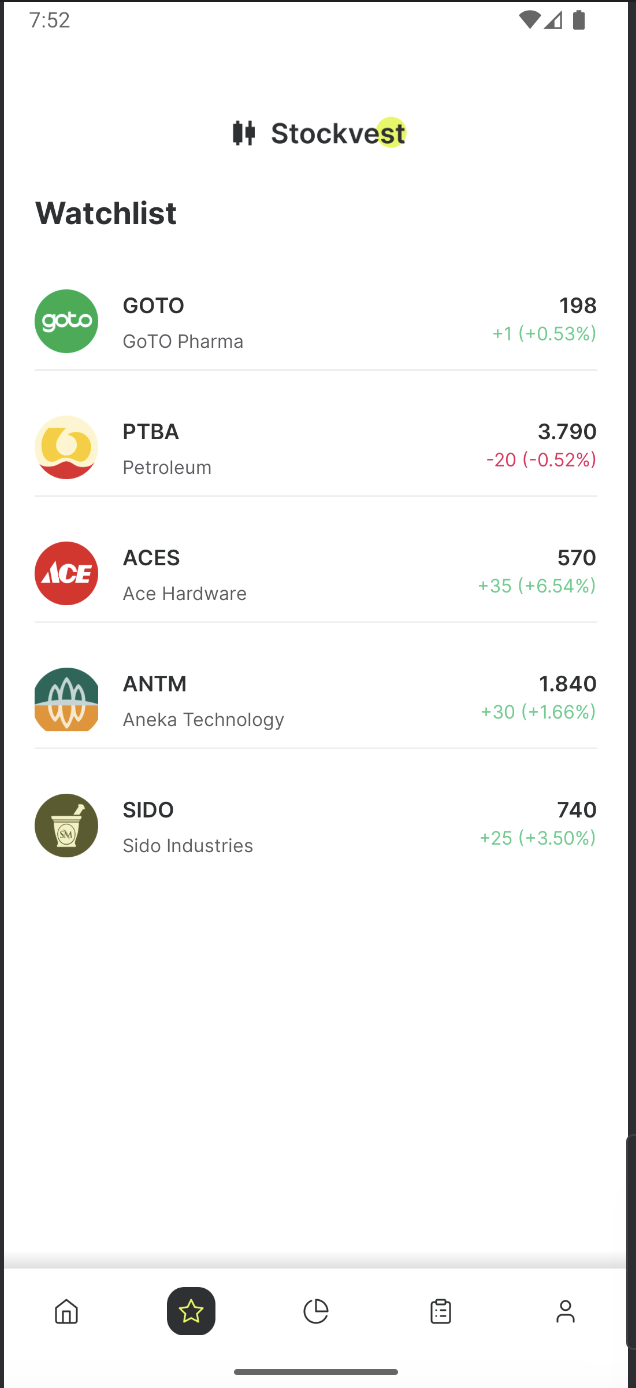 7:52
Stockvest
Watchlist
goto
GOTO
198
GoTO Pharma
+1 (+0.53%)
PTBA
3.790
Petroleum
-20 (-0.52%)
ACE
ACES
570
Ace Hardware
+35 (+6.54%)
ANTM
1.840
Aneka Technology
+30 (+1.66%)
SM
SIDO
740
Sido Industries
+25 (+3.50%)